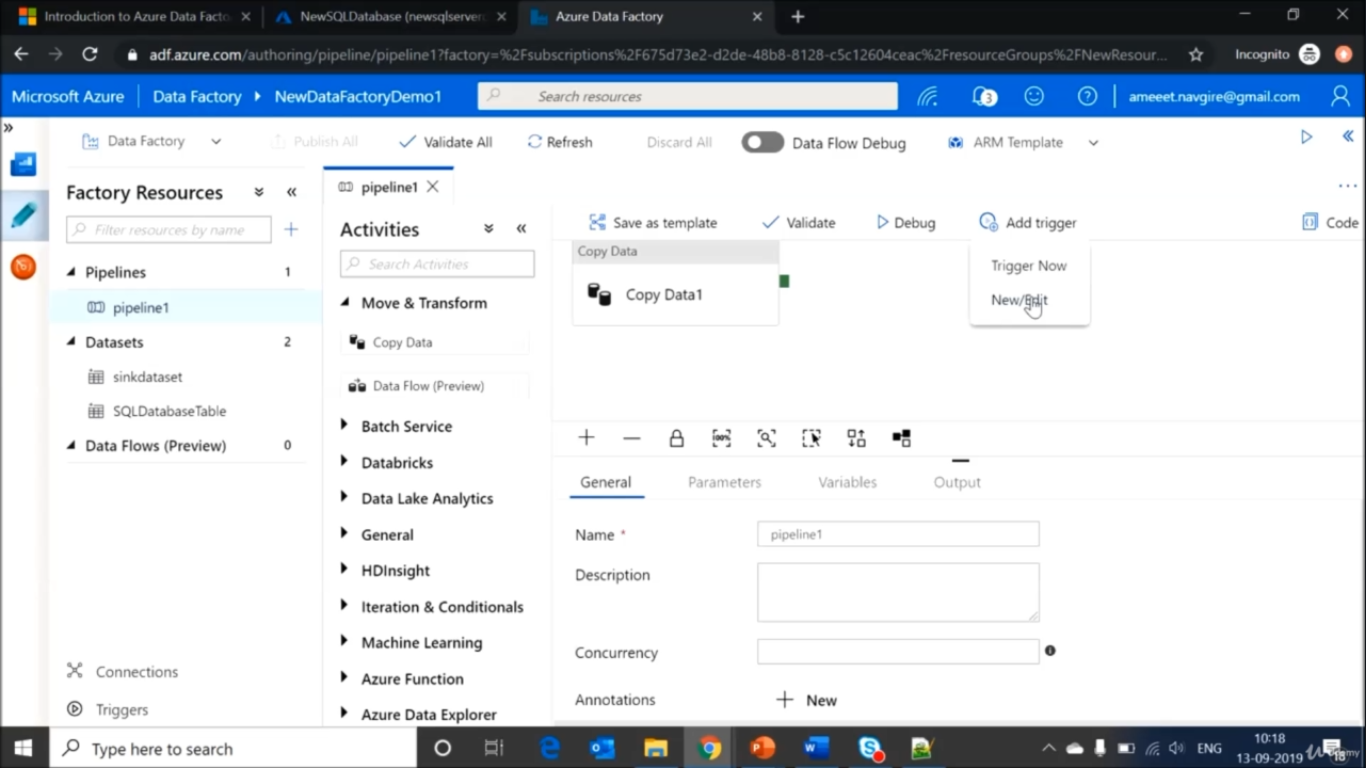 Introduction to Azure Data Facto
NewSQLDatabase (newsqlserver
Azure Data Factory
adf.azure.com/authoring/pipeline/pipeline1?factory=%2Fsubscriptions%2F675d73e2-d2de-48b8-8128-c5c12604ceac%2FresourceGroups%2FNewResour...
Incognito
Microsoft Azure
Data Factory
NewDataFactoryDemo1
Search resources
3
ameeet.navgire@gmail.com
Data Factory
Publish All
Validate All
Refresh
Discard All
Data Flow Debug
ARM Template
Factory Resources
Filter resources by name
Pipelines 1
pipeline1
Datasets 2
sinkdataset
SQLDatabaseTable
Data Flows (Preview) 0
Connections
Triggers
pipeline1
Activities
Search Activities
Move & Transform
Copy Data
Data Flow (Preview)
Batch Service
Databricks
Data Lake Analytics
General
HDInsight
Iteration & Conditionals
Machine Learning
Azure Function
Azure Data Explorer
Save as template
Validate
Debug
Add trigger
Code
Copy Data
Copy Data1
Trigger Now
New/Edit
100%
General
Parameters
Variables
Output
Name *
pipeline1
Description
Concurrency
Annotations
New
Type here to search
ENG
10:18
13-09-2019
18